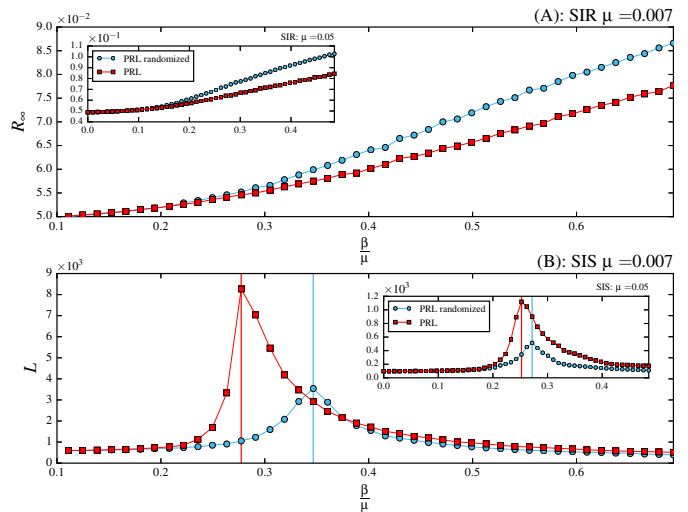 (A): SIR μ =0.007
×10⁻²
9.0
8.5
8.0
7.5
7.0
6.5
6.0
5.5
5.0
R∞
0.1 0.2 0.3 0.4 0.5 0.6
β/μ
×10⁻¹
SIR: μ =0.05
1.1
1.0
0.9
0.8
0.7
0.6
0.5
0.4
PRL randomized
PRL
0.0 0.1 0.2 0.3 0.4
(B): SIS μ =0.007
×10³
9
8
7
6
5
4
3
2
1
0
L
0.1 0.2 0.3 0.4 0.5 0.6
β/μ
×10³
SIS: μ =0.05
1.2
1.0
0.8
0.6
0.4
0.2
0.0
PRL randomized
PRL
0.0 0.1 0.2 0.3 0.4